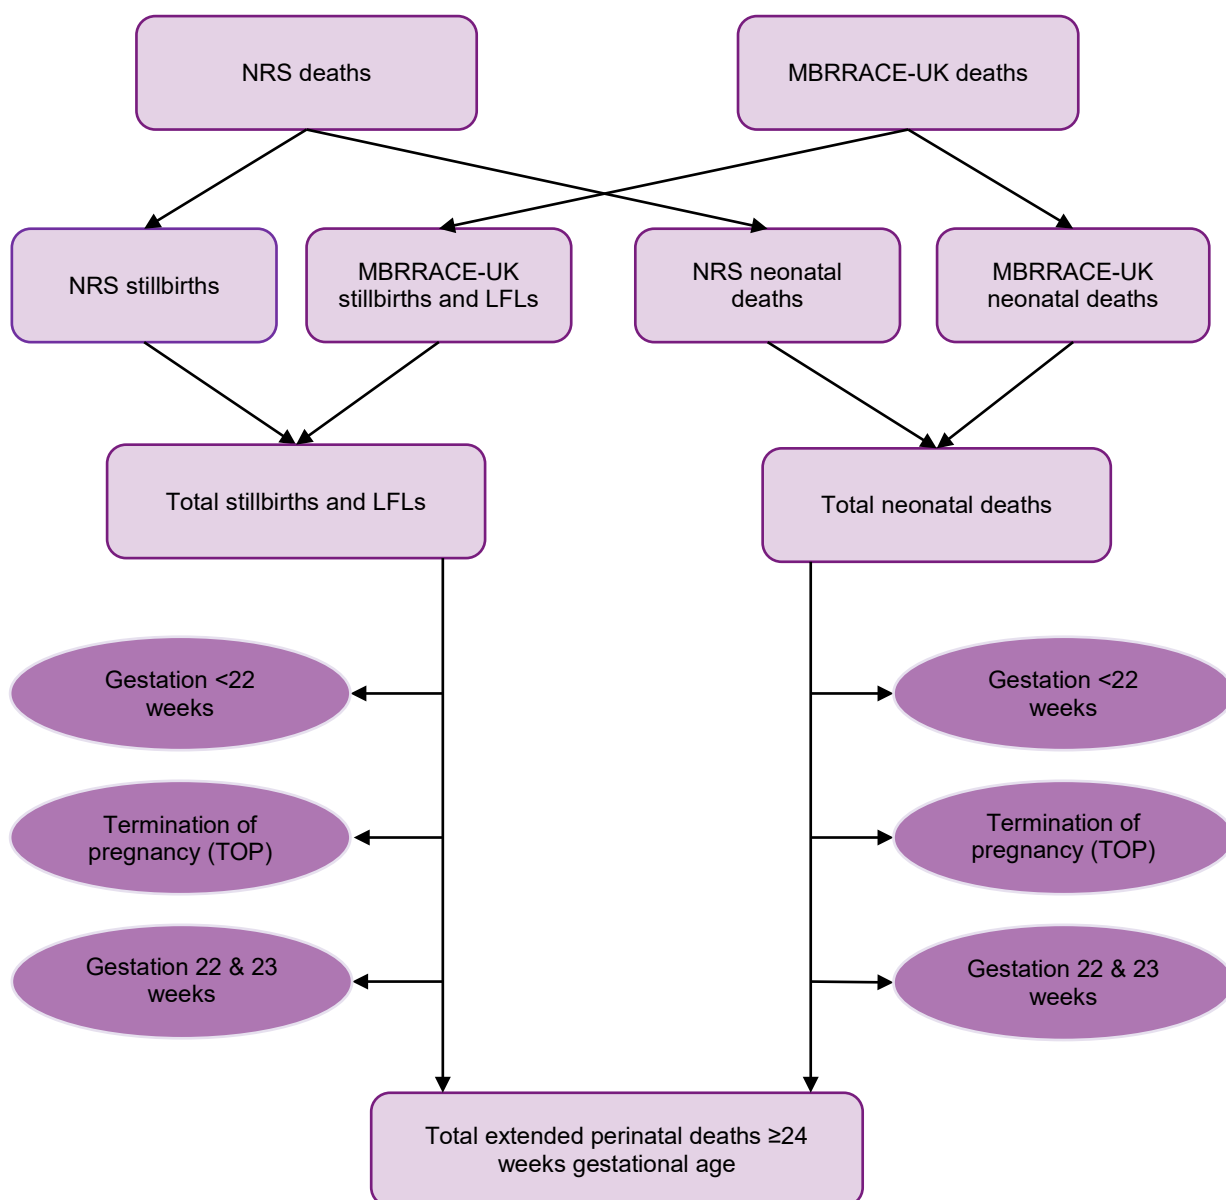 NRS deaths
MBRRACE-UK deaths
NRS stillbirths
MBRRACE-UK
stillbirths and LFLs
NRS neonatal
deaths
MBRRACE-UK
neonatal deaths
Total stillbirths and LFLs
Total neonatal deaths
Gestation <22
weeks
Gestation <22
weeks
Termination of
pregnancy (TOP)
Termination of
pregnancy (TOP)
Gestation 22 & 23
weeks
Gestation 22 & 23
weeks
Total extended perinatal deaths ≥24
weeks gestational age